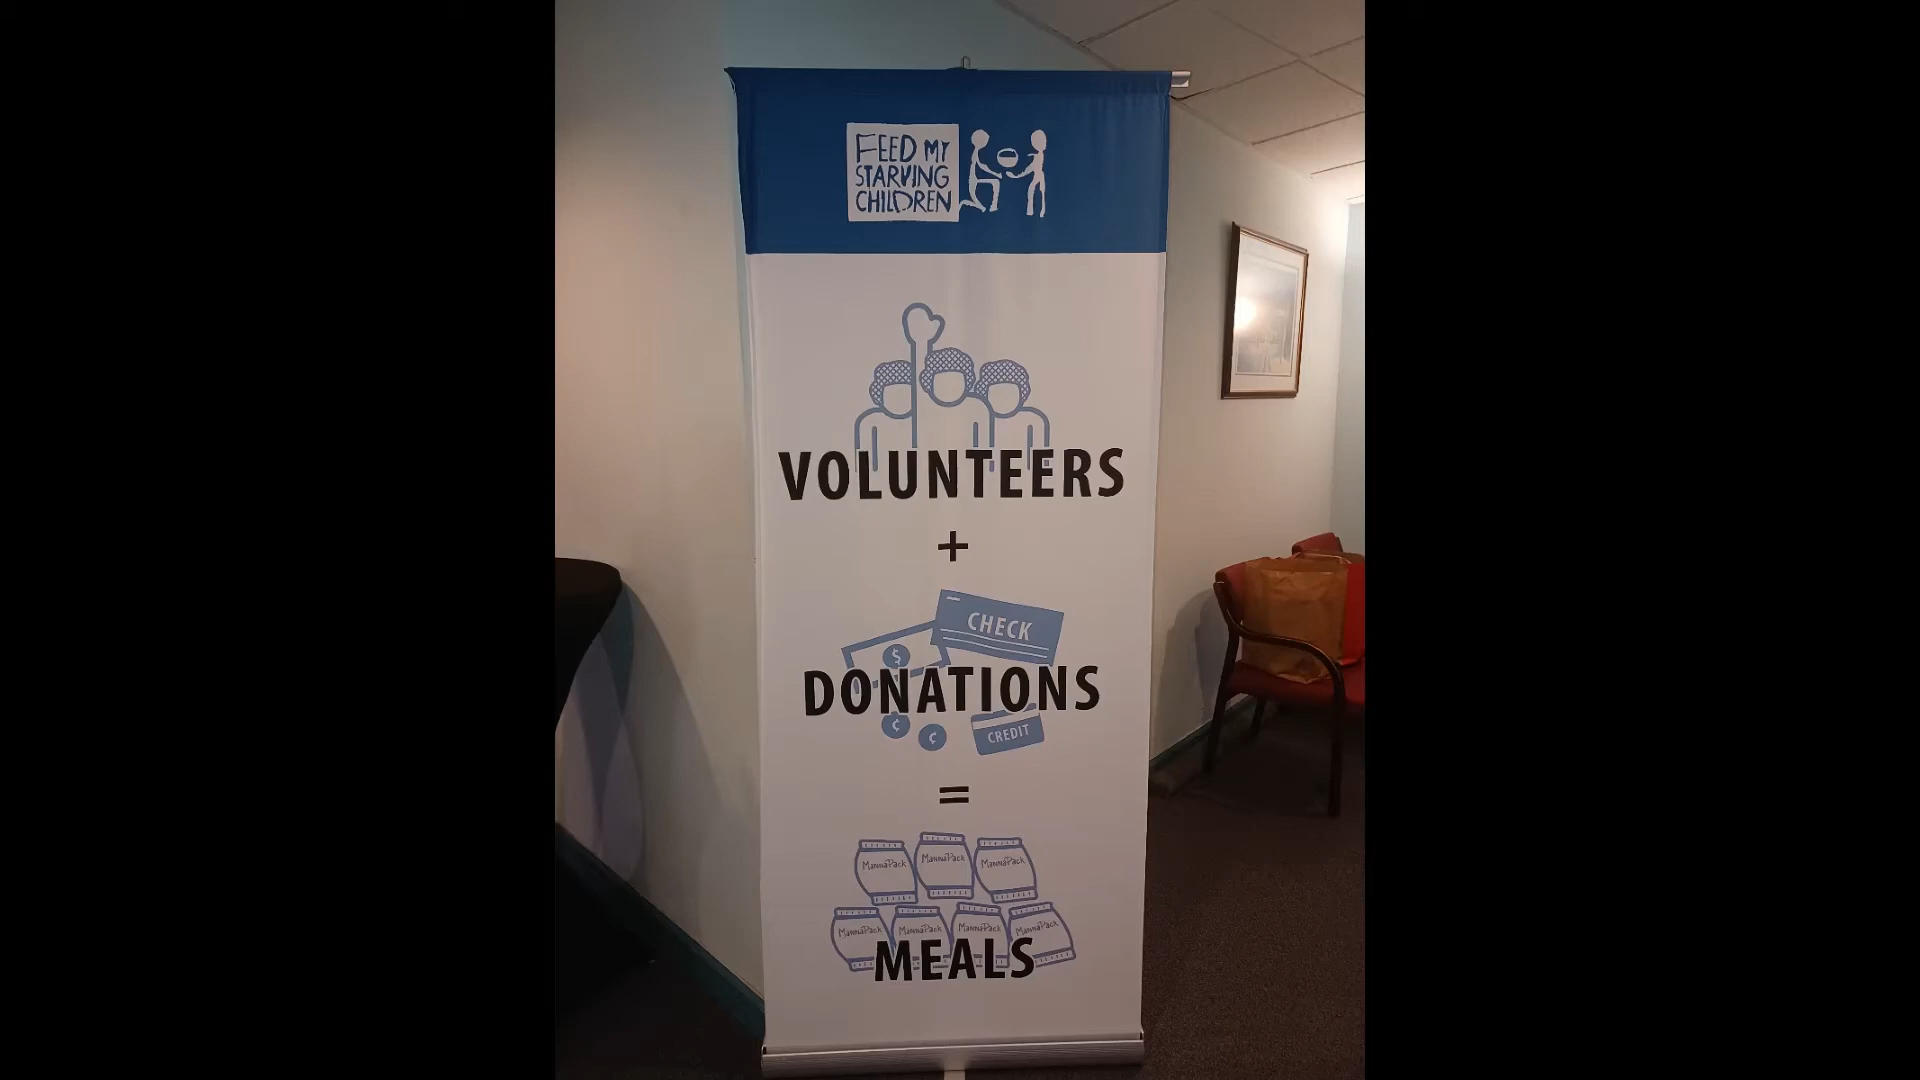 FEED MY
STARVING
CHILDREN
VOLUNTEERS
+
CHECK
$
DONATIONS
¢
¢
CREDIT
=
MannaPack
MannaPack
MannaPack
MannaPack
MannaPack
MannaPack
MannaPack
MEALS